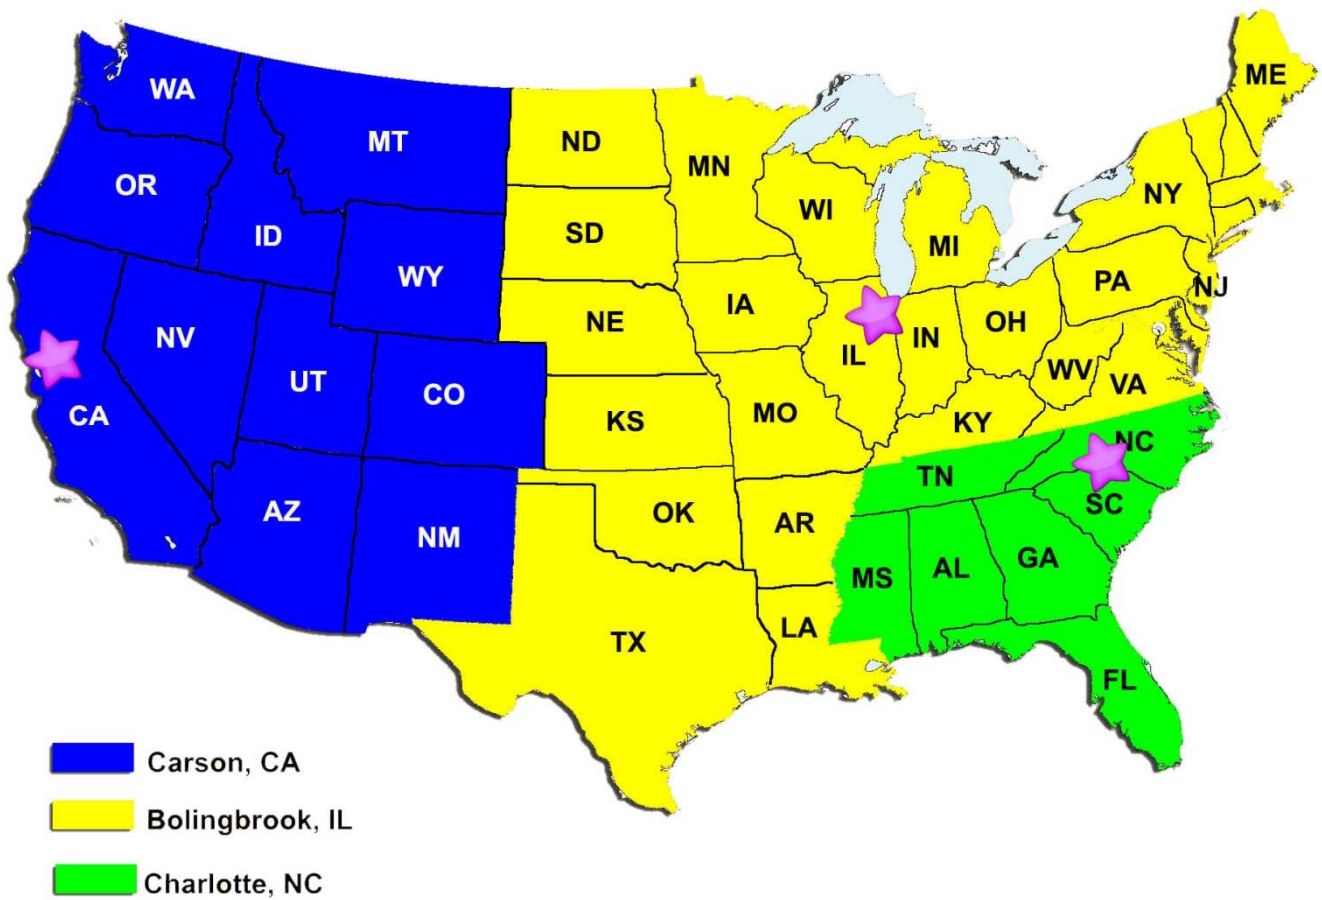 ME
WA
MT
ND
MN
OR
WI
NY
ID
SD
MI
WY
PA
NJ
IA
NV
NE
OH
IN
IL
UT
CO
WV
VA
CA
KS
MO
KY
NC
TN
AZ
OK
AR
SC
NM
MS
AL
GA
TX
LA
FL
Carson, CA
Bolingbrook, IL
Charlotte, NC